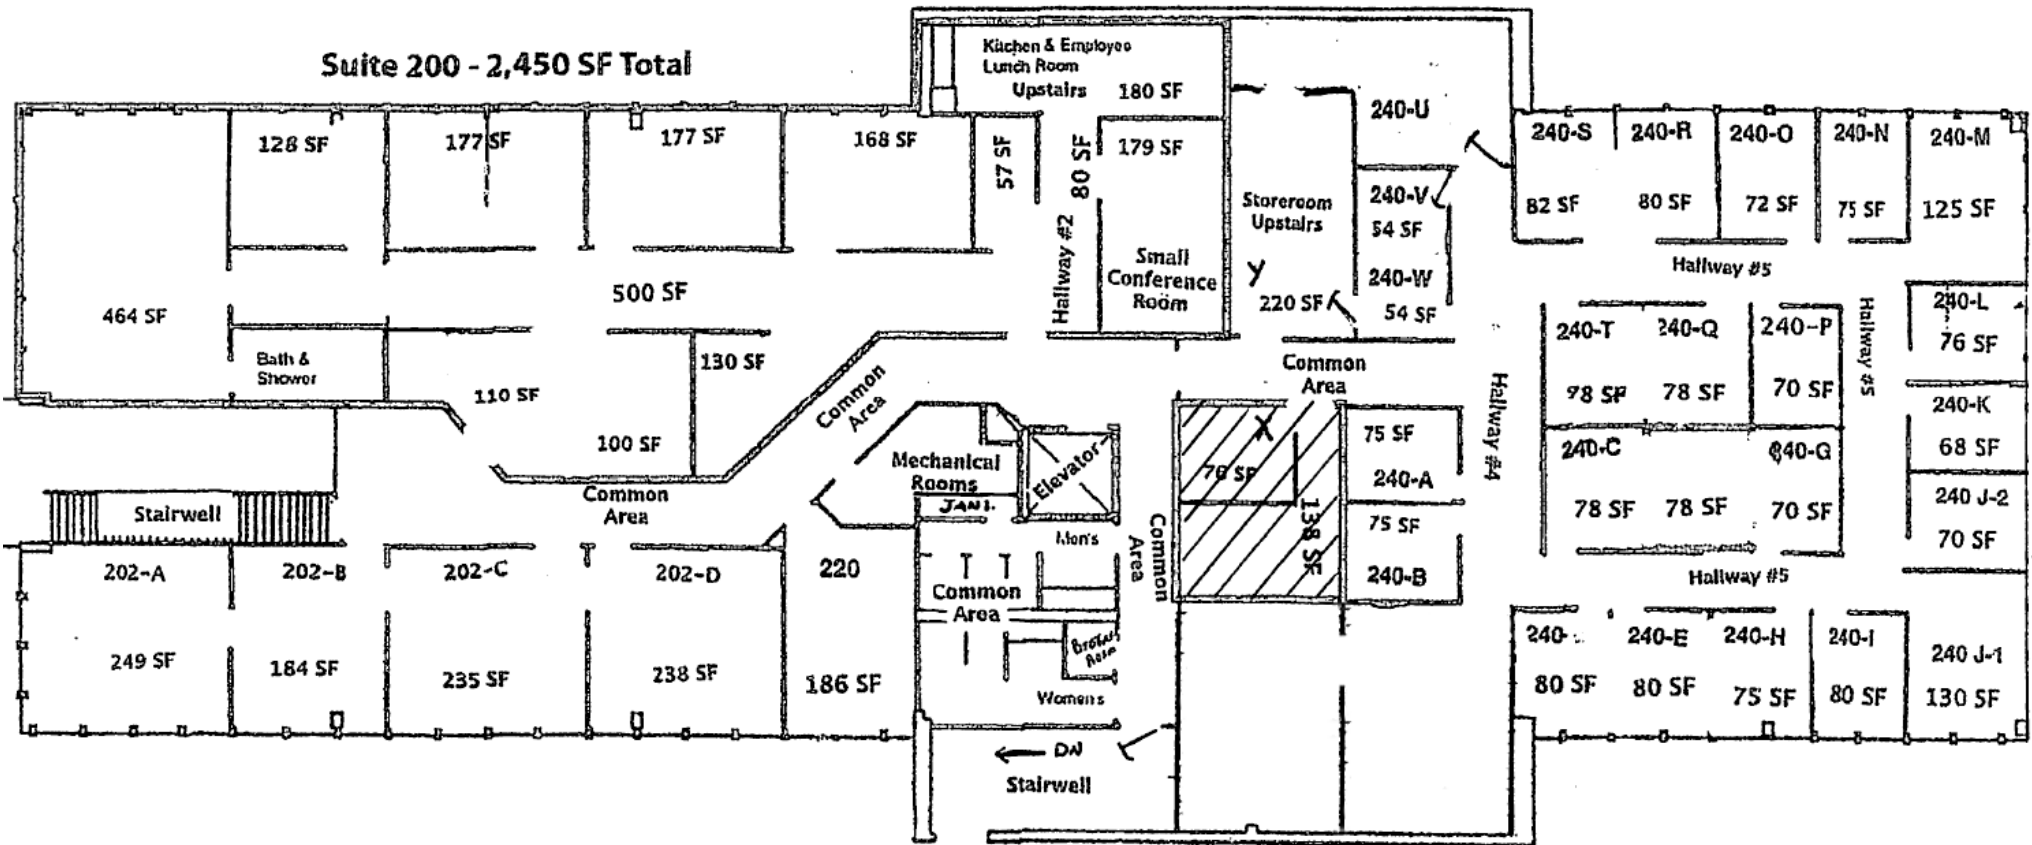 Suite 200 - 2,450 SF Total
Kitchen & Employee
Lunch Room
Upstairs
180 SF
128 SF
177 SF
177 SF
168 SF
57 SF
80 SF
Hallway #2
179 SF
Small
Conference
Room
Storeroom
Upstairs
Y
220 SF
240-U
240-V
54 SF
240-W
54 SF
240-S
82 SF
240-R
80 SF
240-O
72 SF
240-N
75 SF
240-M
125 SF
Hallway #5
464 SF
500 SF
Bath &
Shower
110 SF
130 SF
100 SF
Common
Area
Common
Area
Hallway #4
240-T
98 SF
240-Q
78 SF
240-P
70 SF
Hallway #5
240-L
76 SF
240-K
68 SF
240-C
78 SF
78 SF
240-G
70 SF
240 J-2
70 SF
Hallway #5
Mechanical
Rooms
JANI.
Elevator
X
76 SF
138 SF
75 SF
240-A
75 SF
240-B
Stairwell
Common
Area
Common
Area
Men's
Common
Area
Womens
202-A
249 SF
202-B
184 SF
202-C
235 SF
202-D
238 SF
220
186 SF
DN
Stairwell
240-
80 SF
240-E
80 SF
240-H
75 SF
240-I
80 SF
240 J-1
130 SF